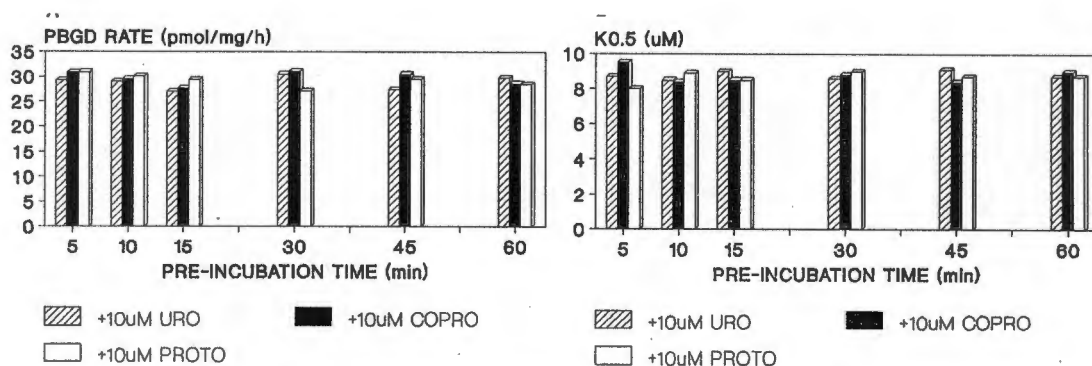 PBGD RATE (pmol/mg/h)
35
30
25
20
15
10
5
0
5 10 15 30 45 60
PRE-INCUBATION TIME (min)
+10uM URO +10uM COPRO
+10uM PROTO
K0.5 (uM)
10
8
6
4
2
0
5 10 15 30 45 60
PRE-INCUBATION TIME (min)
+10uM URO +10uM COPRO
+10uM PROTO